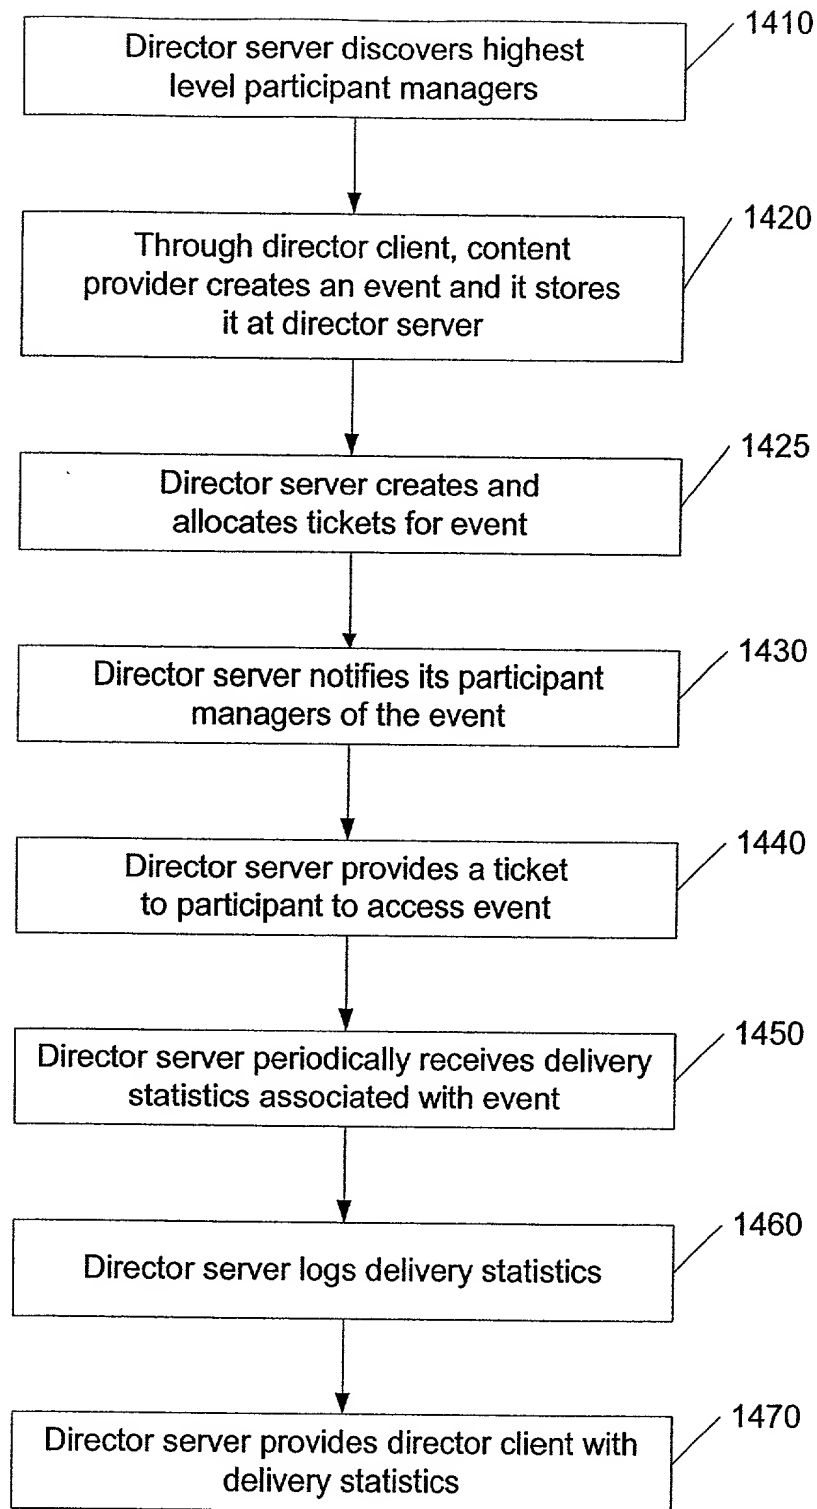 1410
Director server discovers highest
level participant managers
1420
Through director client, content
provider creates an event and it stores
it at director server
1425
Director server creates and
allocates tickets for event
1430
Director server notifies its participant
managers of the event
1440
Director server provides a ticket
to participant to access event
1450
Director server periodically receives delivery
statistics associated with event
1460
Director server logs delivery statistics
1470
Director server provides director client with
delivery statistics